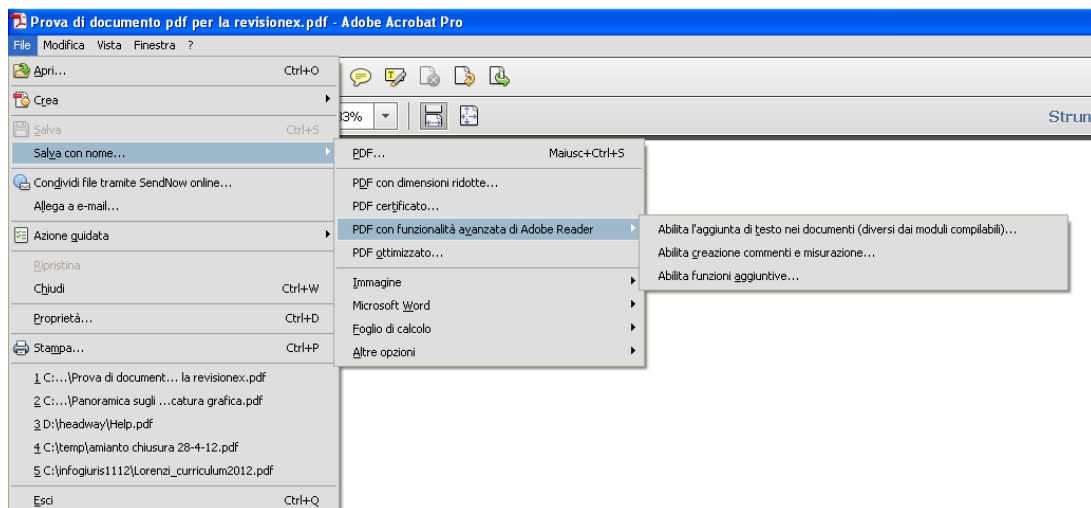 Prova di documento pdf per la revisionex.pdf - Adobe Acrobat Pro
File Modifica Vista Finestra ?
Apri... Ctrl+O
Crea
33%
Strum
Salva Ctrl+S
Salva con nome...
PDF... Maiusc+Ctrl+S
Condividi file tramite SendNow online...
PDF con dimensioni ridotte...
Allega a e-mail...
PDF certificato...
Azione guidata
PDF con funzionalità avanzata di Adobe Reader
Abilita l'aggiunta di testo nei documenti (diversi dai moduli compilabili)...
PDF ottimizzato...
Abilita creazione commenti e misurazione...
Ripristina
Abilita funzioni aggiuntive...
Chiudi Ctrl+W
Immagine
Microsoft Word
Proprietà... Ctrl+D
Foglio di calcolo
Stampa... Ctrl+P
Altre opzioni
1 C:...\Prova di document... la revisionex.pdf
2 C:...\Panoramica sugli ...catura grafica.pdf
3 D:\headway\Help.pdf
4 C:\temp\amianto chiusura 28-4-12.pdf
5 C:\infogiuris1112\Lorenzi_curriculum2012.pdf
Esci Ctrl+Q